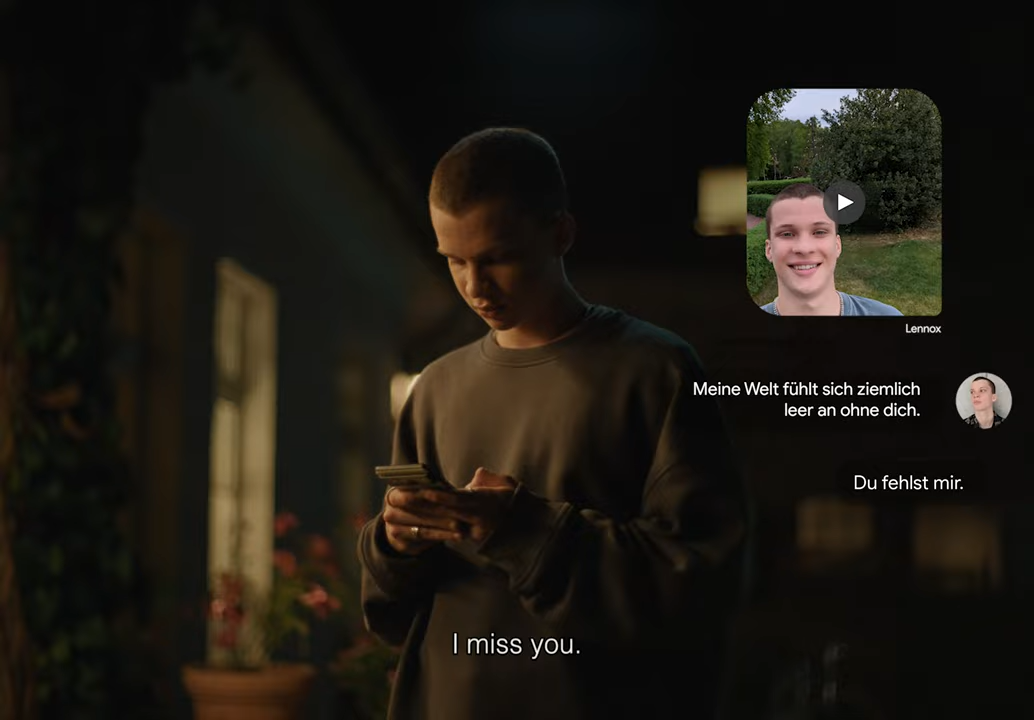 Lennox
Meine Welt fühlt sich ziemlich
leer an ohne dich.
Du fehlst mir.
I miss you.